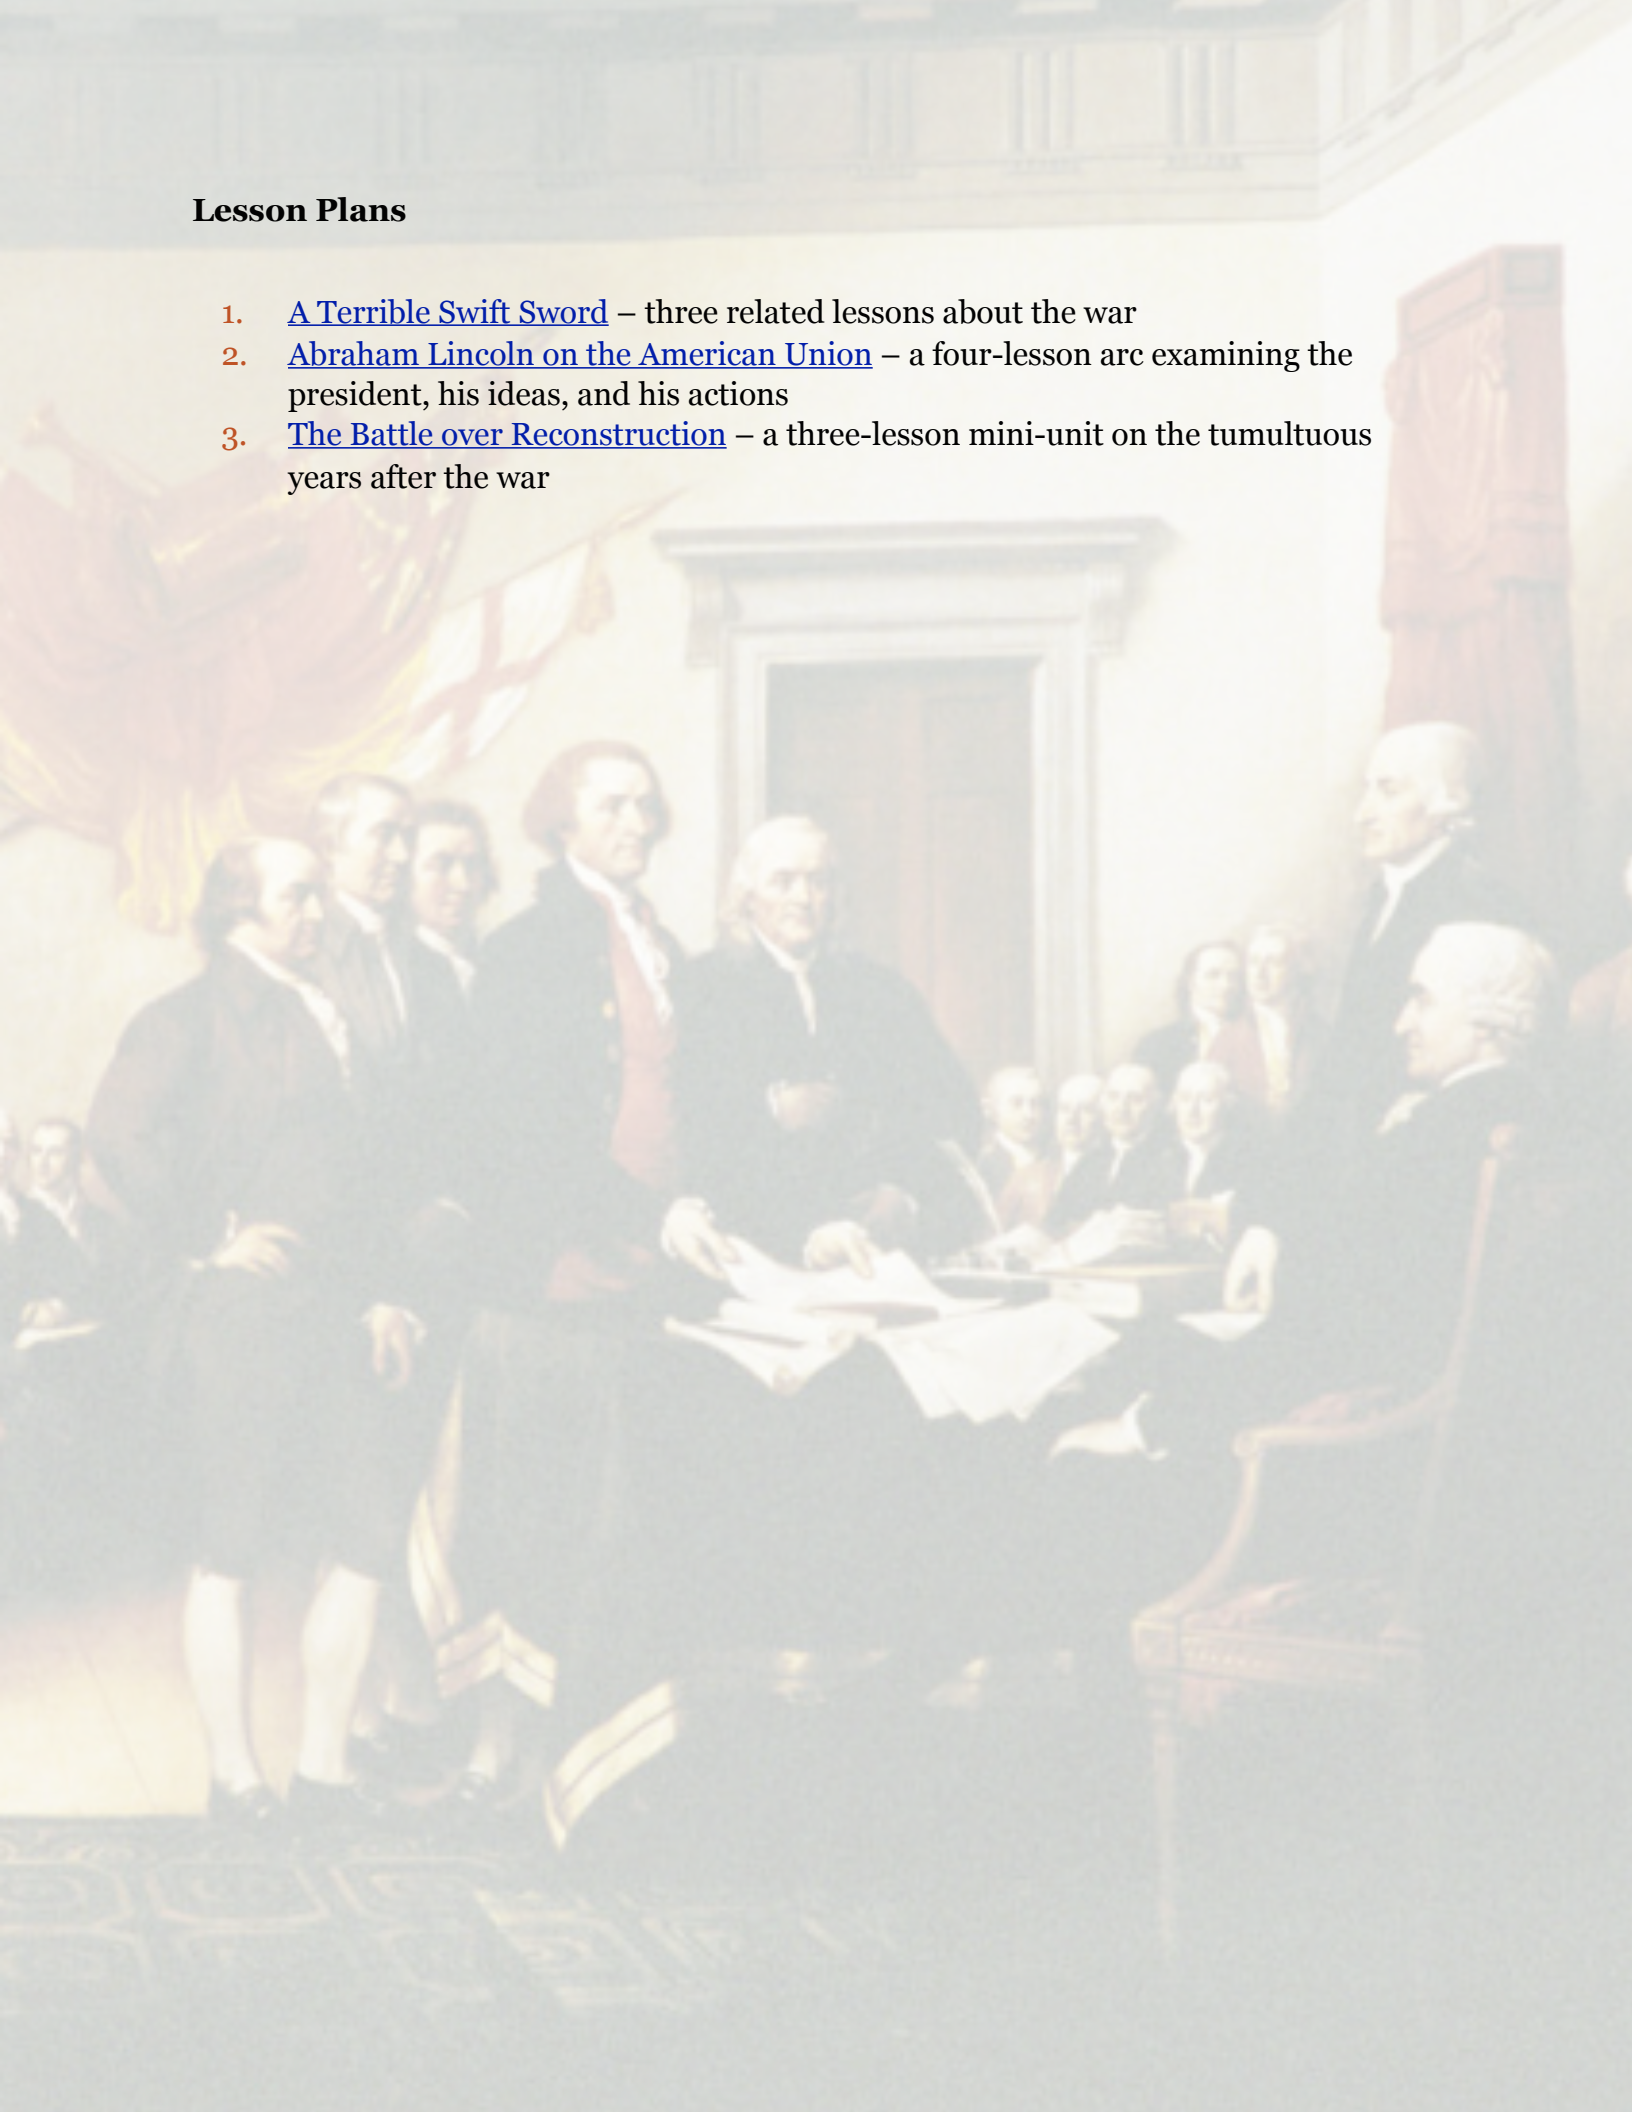 Lesson Plans
1. A Terrible Swift Sword – three related lessons about the war
2. Abraham Lincoln on the American Union – a four-lesson arc examining the
president, his ideas, and his actions
3. The Battle over Reconstruction – a three-lesson mini-unit on the tumultuous
years after the war